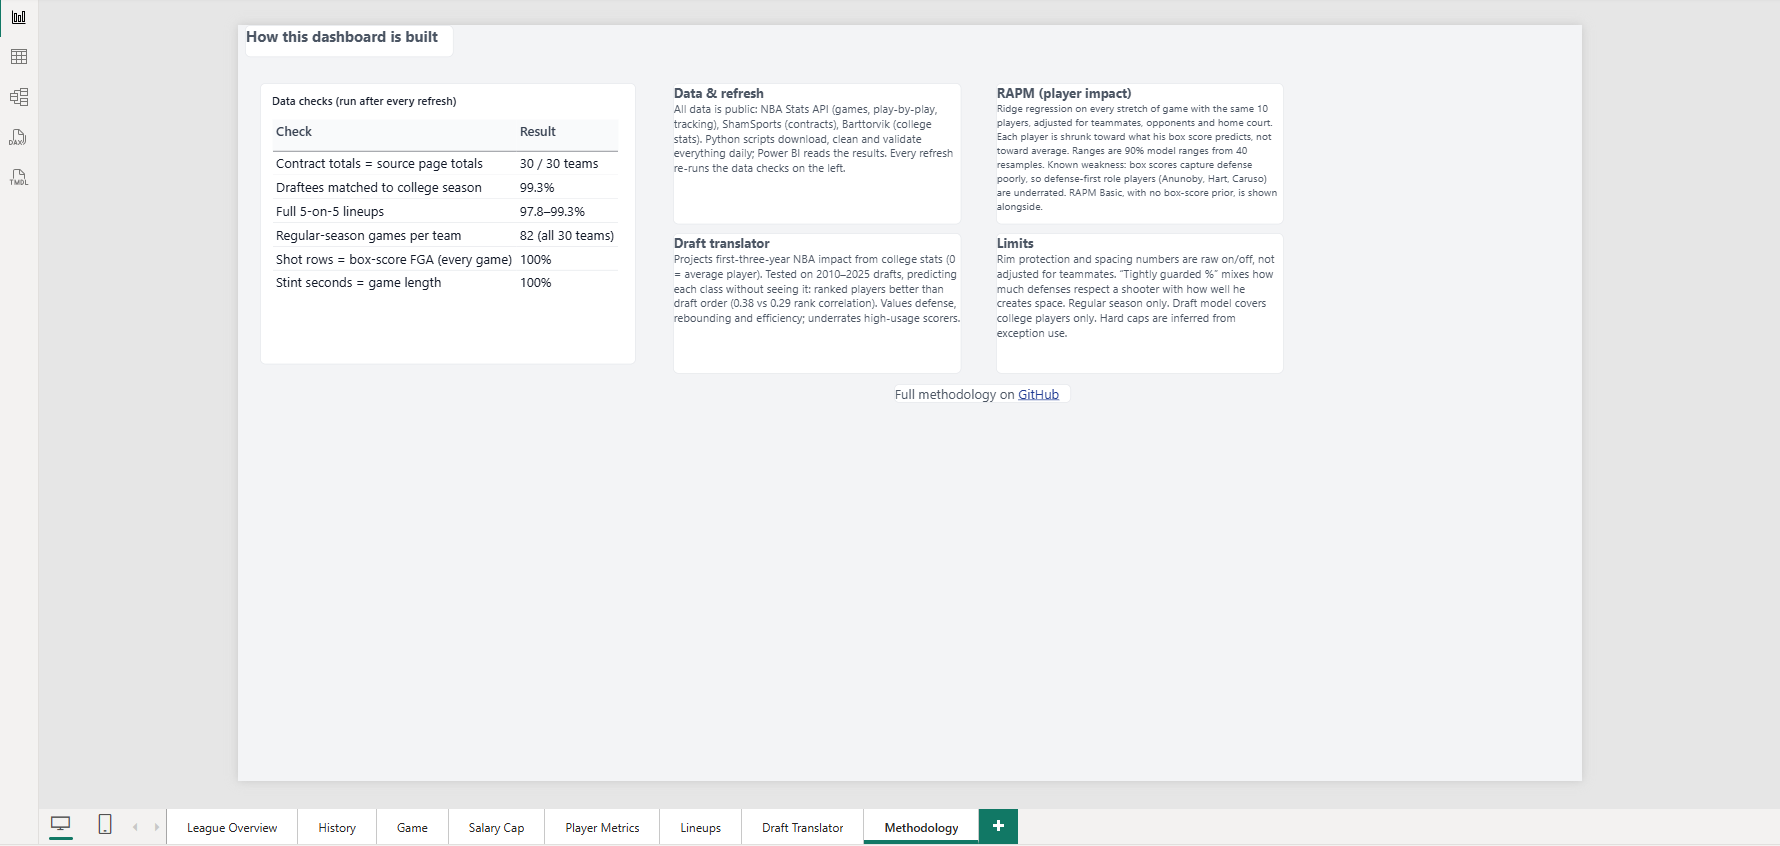 How this dashboard is built
Data checks (run after every refresh)
Check Result
Contract totals = source page totals 30 / 30 teams
Draftees matched to college season 99.3%
Full 5-on-5 lineups 97.8–99.3%
Regular-season games per team 82 (all 30 teams)
Shot rows = box-score FGA (every game) 100%
Stint seconds = game length 100%
Data & refresh
All data is public: NBA Stats API (games, play-by-play,
tracking), ShamSports (contracts), Barttorvik (college
stats). Python scripts download, clean and validate
everything daily; Power BI reads the results. Every refresh
re-runs the data checks on the left.
RAPM (player impact)
Ridge regression on every stretch of game with the same 10
players, adjusted for teammates, opponents and home court.
Each player is shrunk toward what his box score predicts, not
toward average. Ranges are 90% model ranges from 40
resamples. Known weakness: box scores capture defense
poorly, so defense-first role players (Anunoby, Hart, Caruso)
are underrated. RAPM Basic, with no box-score prior, is shown
alongside.
Draft translator
Projects first-three-year NBA impact from college stats (0
= average player). Tested on 2010–2025 drafts, predicting
each class without seeing it: ranked players better than
draft order (0.38 vs 0.29 rank correlation). Values defense,
rebounding and efficiency; underrates high-usage scorers.
Limits
Rim protection and spacing numbers are raw on/off, not
adjusted for teammates. "Tightly guarded %" mixes how
much defenses respect a shooter with how well he
creates space. Regular season only. Draft model covers
college players only. Hard caps are inferred from
exception use.
Full methodology on GitHub
DAX
TMDL
League Overview
History
Game
Salary Cap
Player Metrics
Lineups
Draft Translator
Methodology